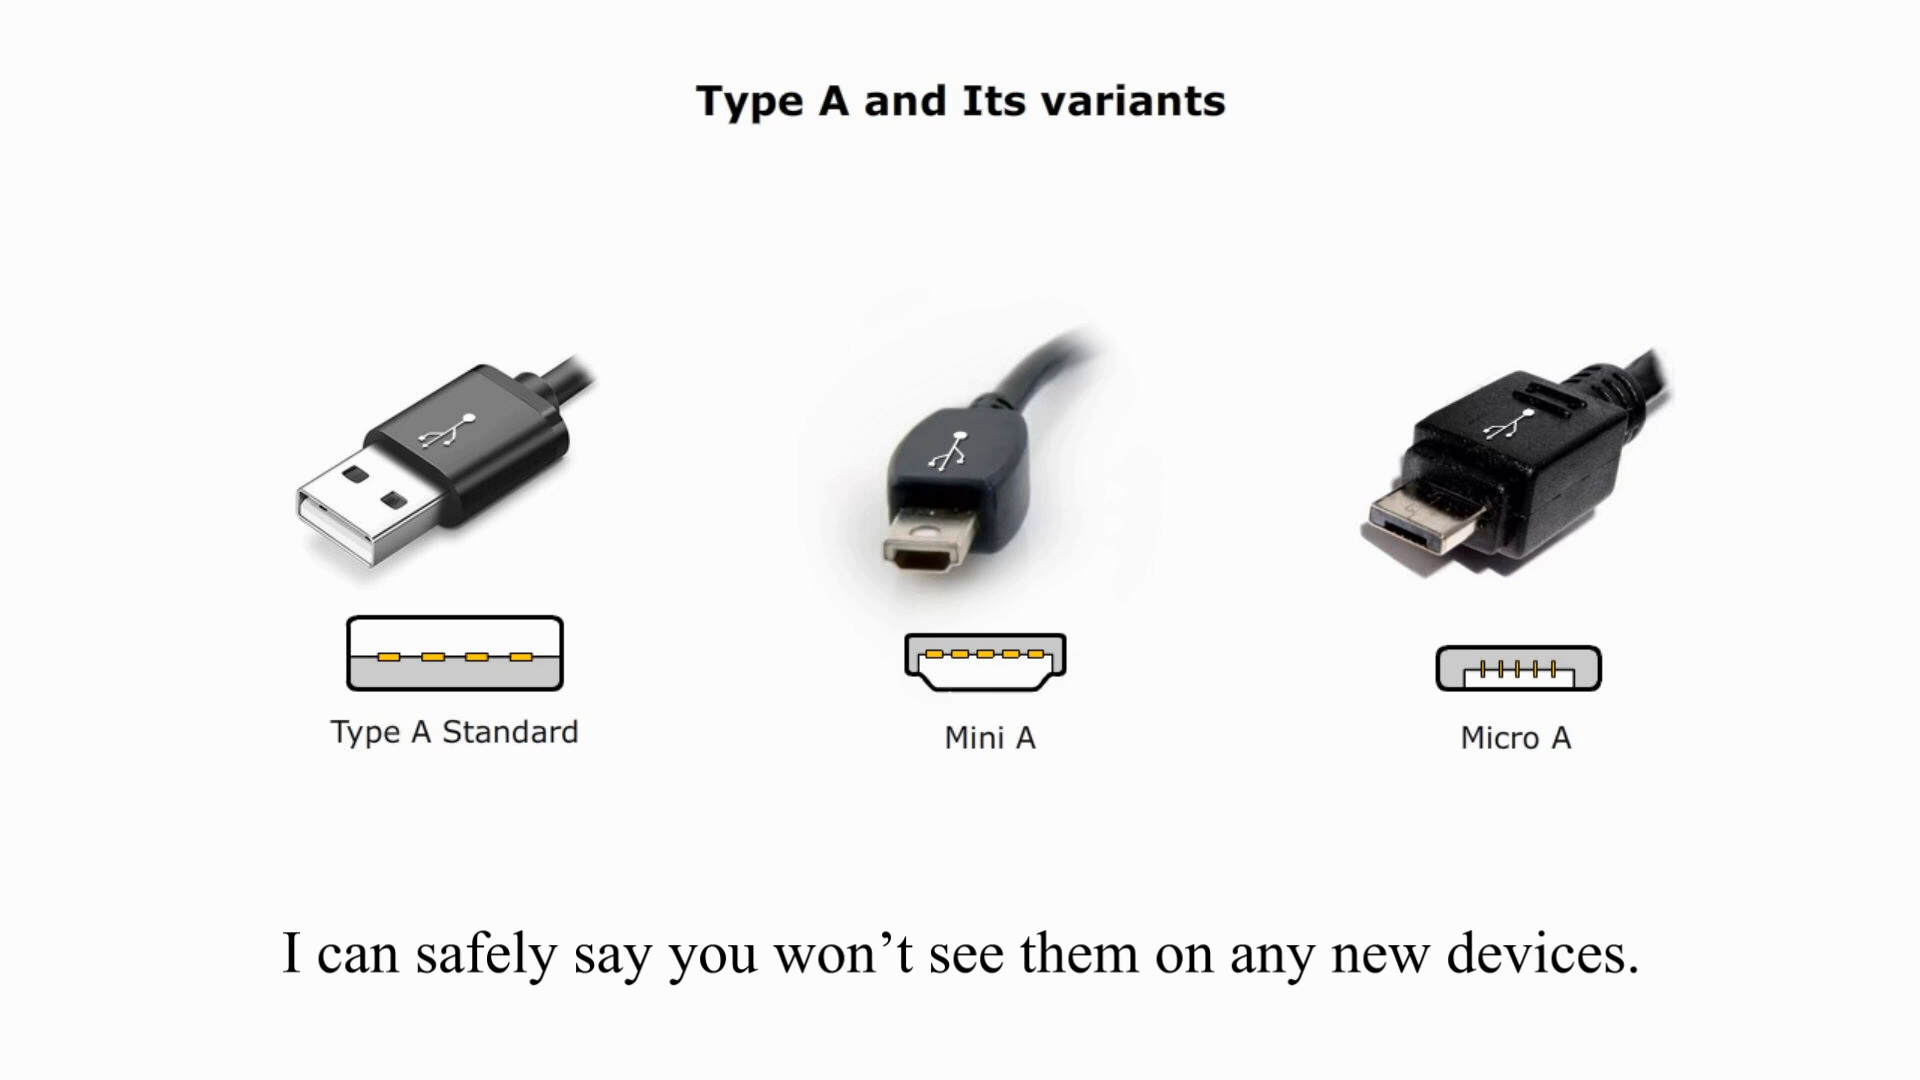 Type A and Its variants
Type A Standard
Mini A
Micro A
I can safely say you won’t see them on any new devices.